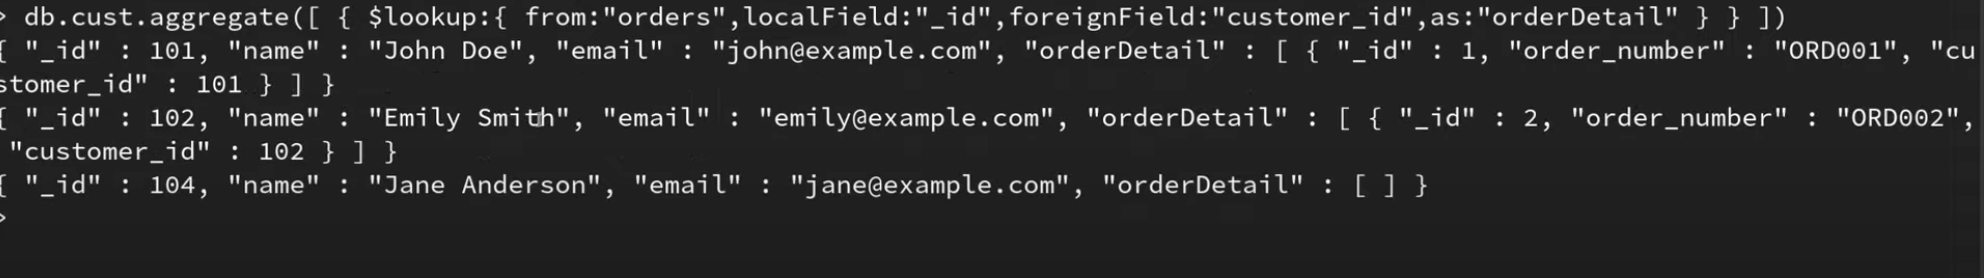 > db.cust.aggregate([ { $lookup:{ from:"orders",localField:"_id",foreignField:"customer_id",as:"orderDetail" } } ])
{ "_id" : 101, "name" : "John Doe", "email" : "john@example.com", "orderDetail" : [ { "_id" : 1, "order_number" : "ORD001", "cu
stomer_id" : 101 } ] }
{ "_id" : 102, "name" : "Emily Smith", "email" : "emily@example.com", "orderDetail" : [ { "_id" : 2, "order_number" : "ORD002",
"customer_id" : 102 } ] }
{ "_id" : 104, "name" : "Jane Anderson", "email" : "jane@example.com", "orderDetail" : [ ] }
>